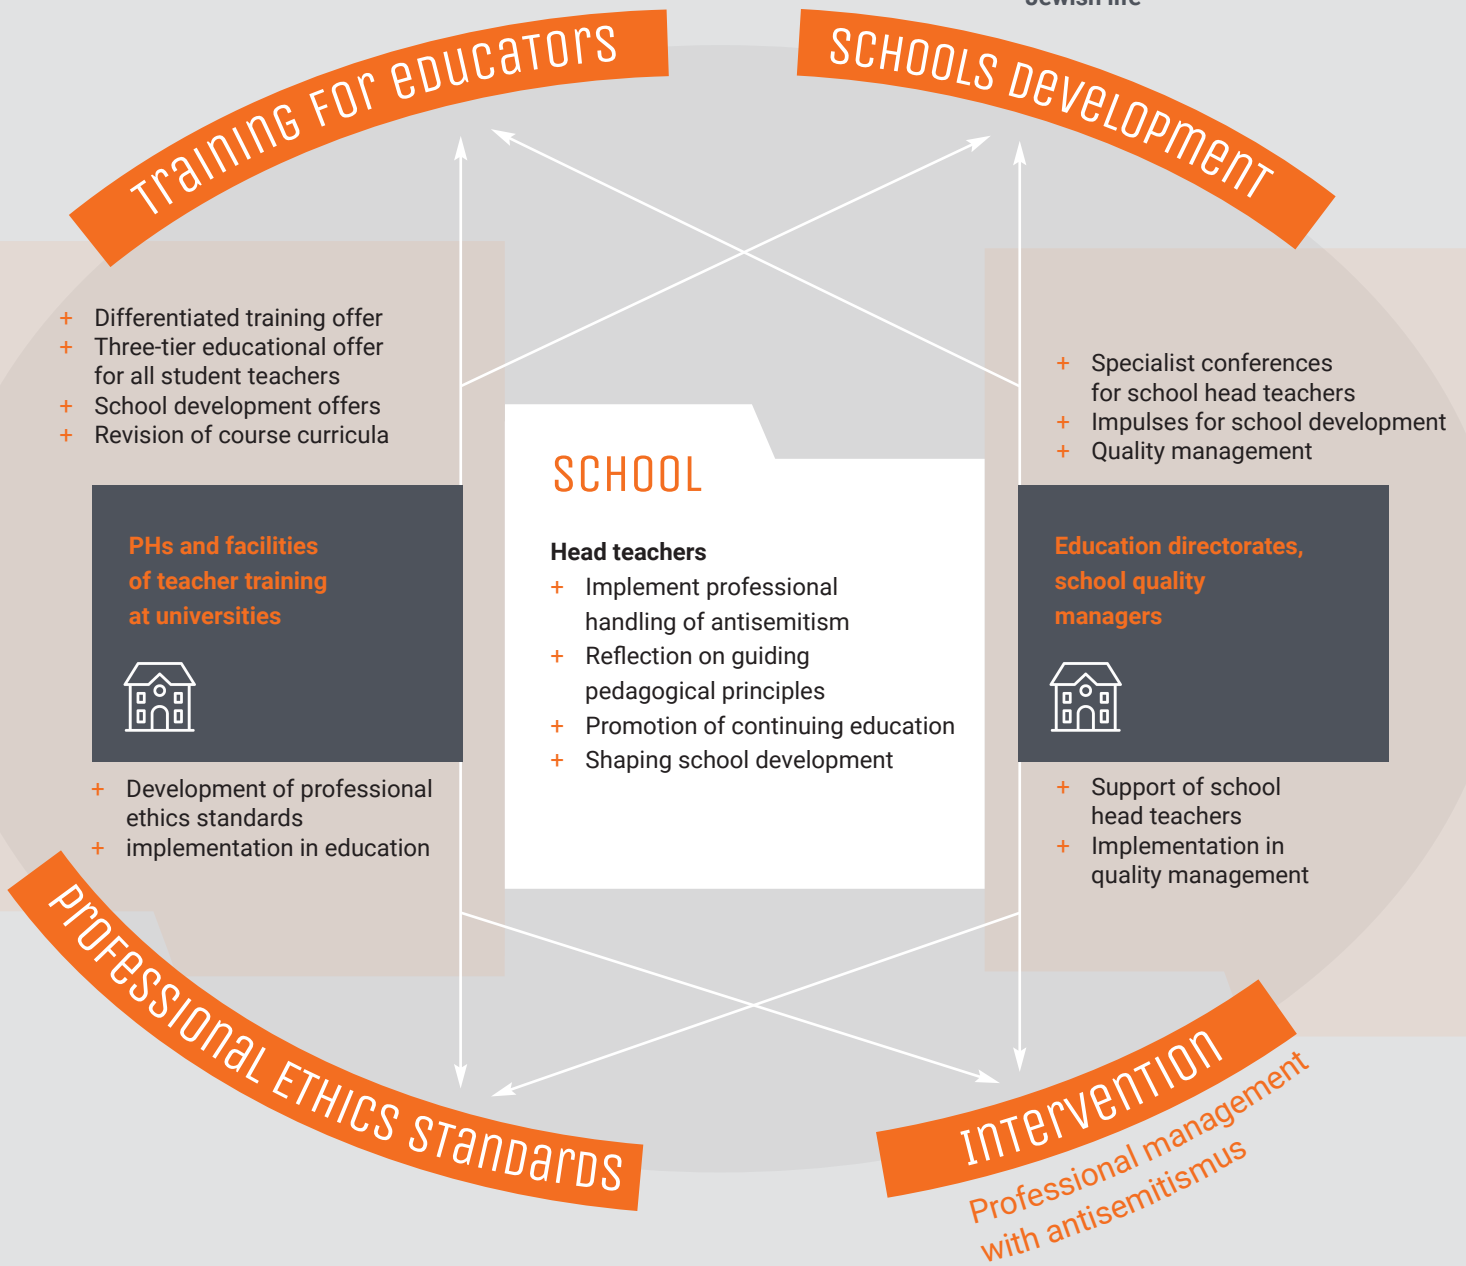 Jewish life
Training for educators
Schools Development
+ Differentiated training offer
+ Three-tier educational offer
for all student teachers
+ School development offers
+ Revision of course curricula
PHs and facilities
of teacher training
at universities
+ Development of professional
ethics standards
+ implementation in education
SCHOOL
Head teachers
+ Implement professional
handling of antisemitism
+ Reflection on guiding
pedagogical principles
+ Promotion of continuing education
+ Shaping school development
+ Specialist conferences
for school head teachers
+ Impulses for school development
+ Quality management
Education directorates,
school quality
managers
+ Support of school
head teachers
+ Implementation in
quality management
Professional Ethics Standards
Intervention
Professional management
with antisemitismus